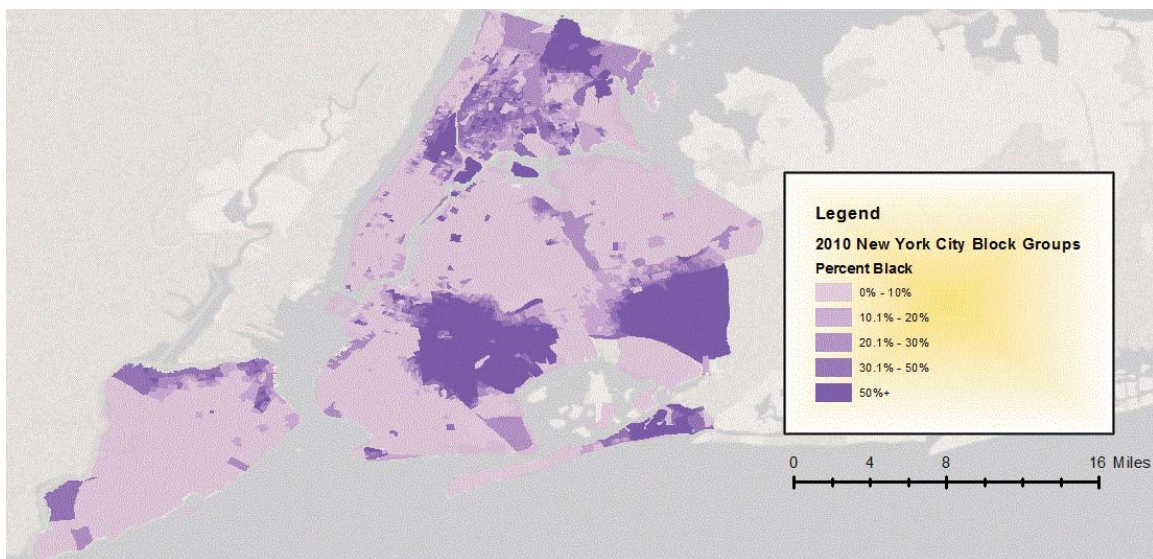 Legend
2010 New York City Block Groups
Percent Black
0% - 10%
10.1% - 20%
20.1% - 30%
30.1% - 50%
50%+
0 4 8 16 Miles